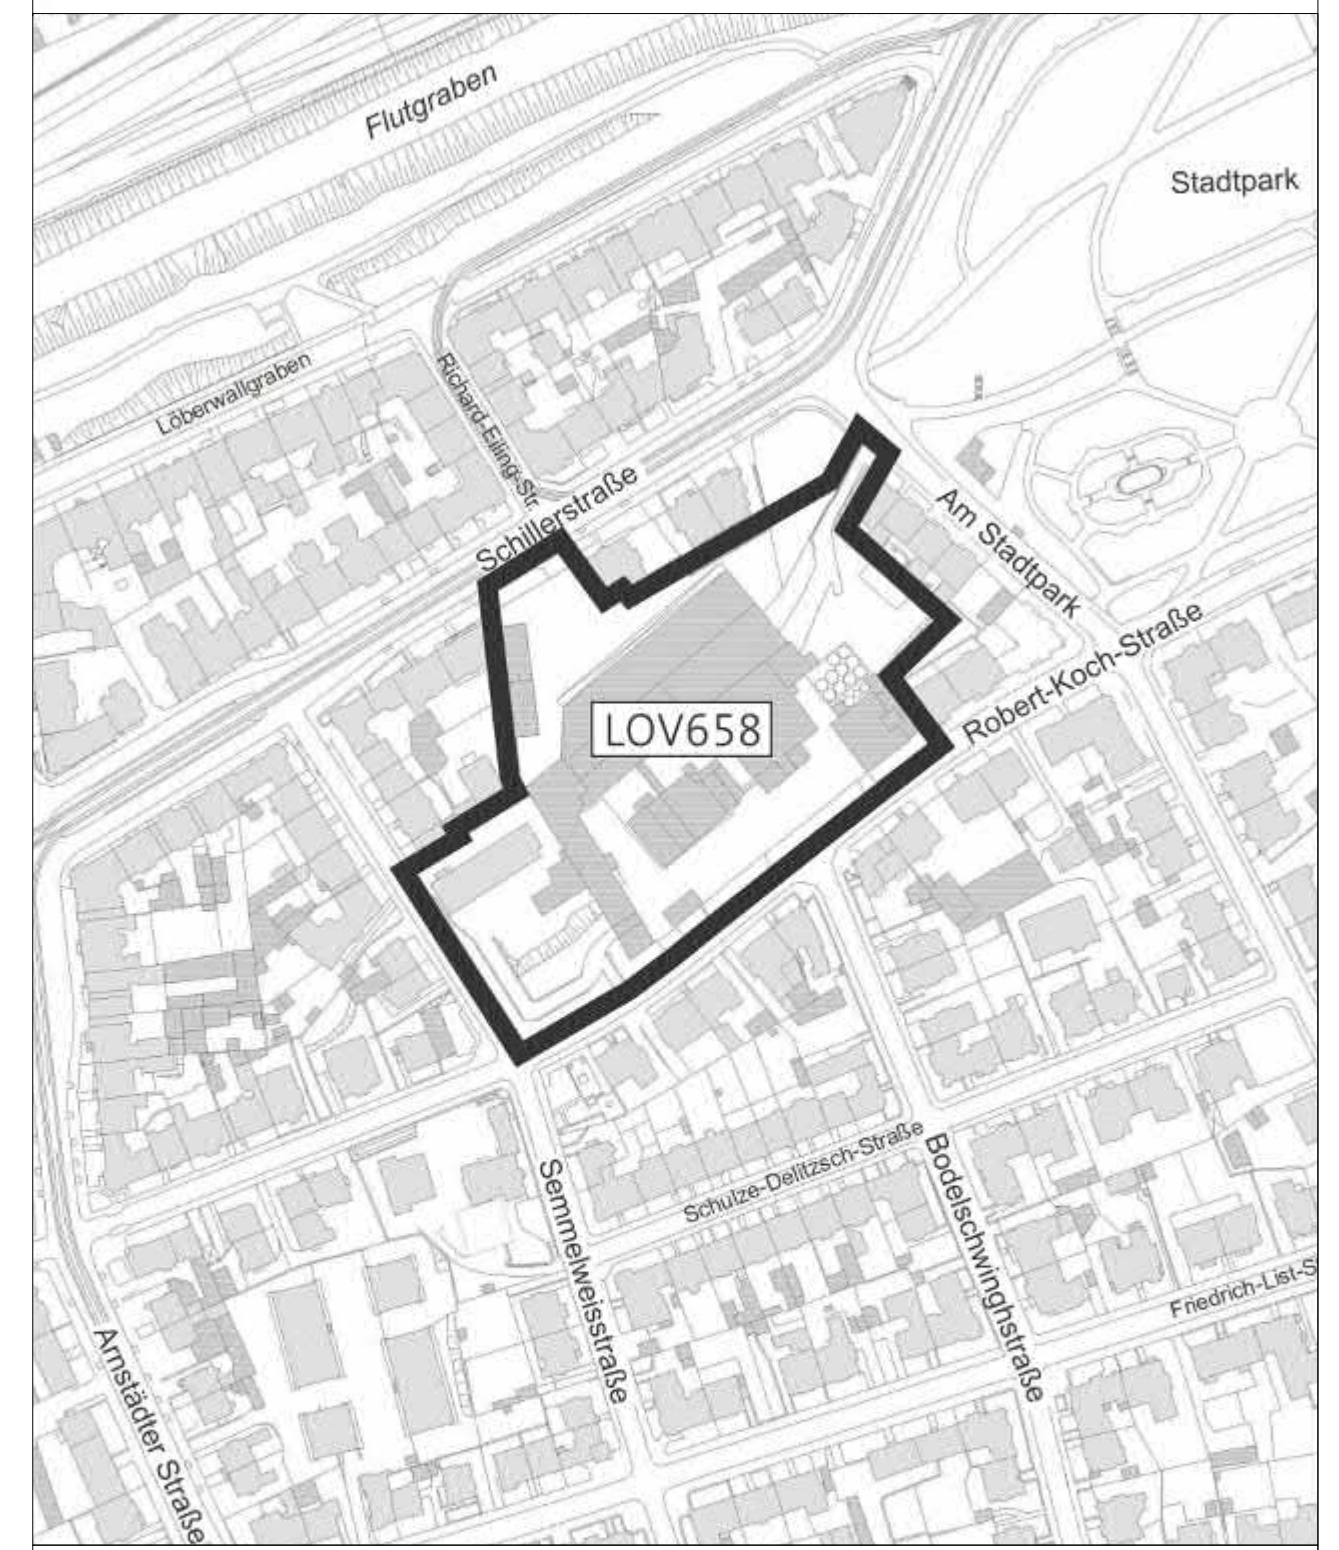 Flutgraben
Stadtpark
Löberwallgraben
Richard-Eiling-Str.
Schillerstraße
Am Stadtpark
Robert-Koch-Straße
LOV658
Schulze-Delitzsch-Straße
Semmelweisstraße
Bodelschwinghstraße
Friedrich-List-S
Arnstädter Straße